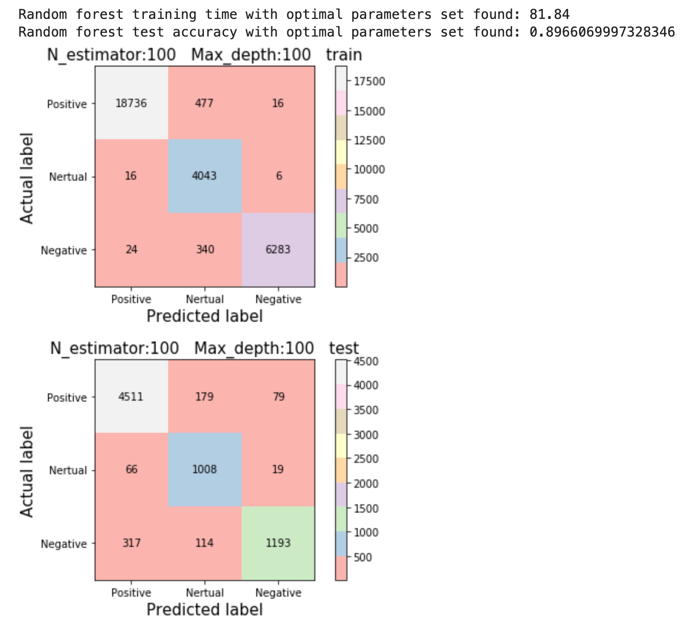 Random forest training time with optimal parameters set found: 81.84
Random forest test accuracy with optimal parameters set found: 0.8966069997328346
N_estimator:100 Max_depth:100 train
17500
Positive 18736 477 16
15000
12500
Actual label
Nertual 16 4043 6
10000
7500
5000
Negative 24 340 6283
2500
Positive Nertual Negative
Predicted label
N_estimator:100 Max_depth:100 test
4500
4000
Positive 4511 179 79
3500
3000
Actual label
Nertual 66 1008 19
2500
2000
1500
1000
Negative 317 114 1193
500
Positive Nertual Negative
Predicted label